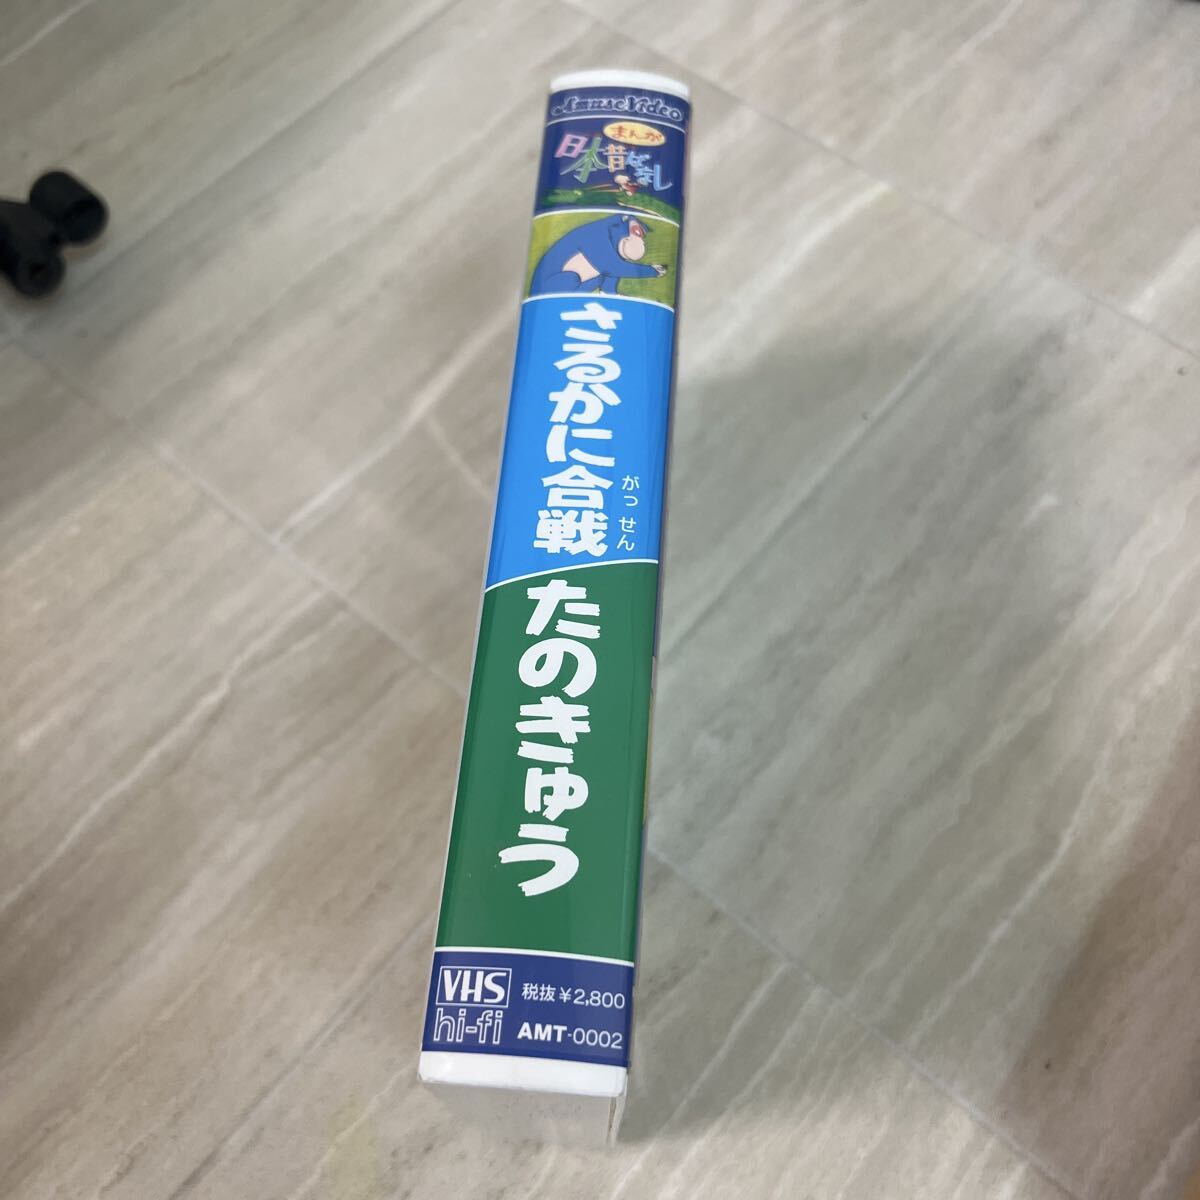 AmuseVideo
まんが
日本昔ばなし
さるかに合戦
がっせん
たのきゅう
VHS
hi-fi
税抜¥2,800
AMT-0002